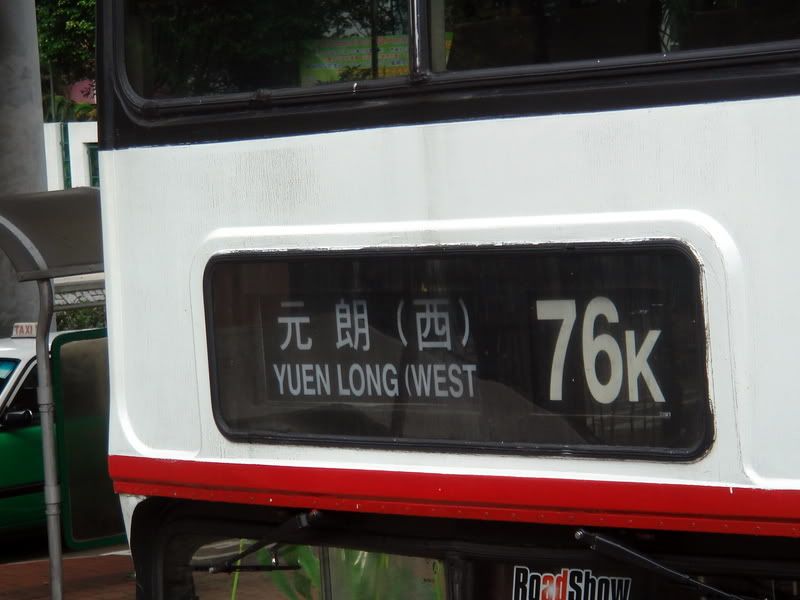 元朗（西）
YUEN LONG (WEST
76K
TAXI
RoadShow